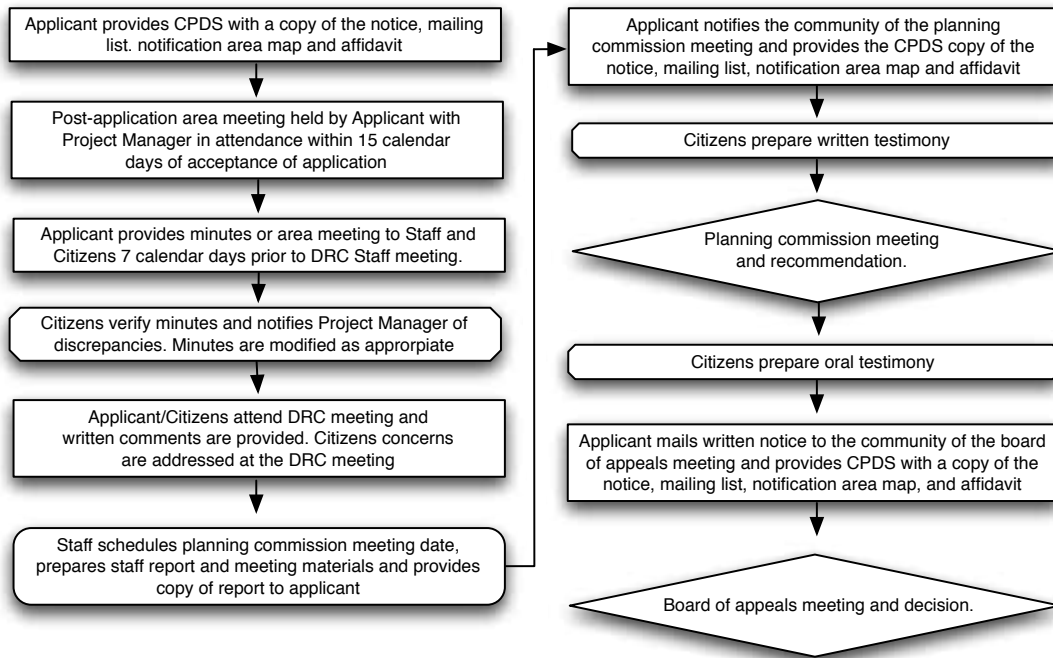 Applicant provides CPDS with a copy of the notice, mailing
list. notification area map and affidavit
Post-application area meeting held by Applicant with
Project Manager in attendance within 15 calendar
days of acceptance of application
Applicant provides minutes or area meeting to Staff and
Citizens 7 calendar days prior to DRC Staff meeting.
Citizens verify minutes and notifies Project Manager of
discrepancies. Minutes are modified as approrpiate
Applicant/Citizens attend DRC meeting and
written comments are provided. Citizens concerns
are addressed at the DRC meeting
Staff schedules planning commission meeting date,
prepares staff report and meeting materials and provides
copy of report to applicant
Applicant notifies the community of the planning
commission meeting and provides the CPDS copy of the
notice, mailing list, notification area map and affidavit
Citizens prepare written testimony
Planning commission meeting
and recommendation.
Citizens prepare oral testimony
Applicant mails written notice to the community of the board
of appeals meeting and provides CPDS with a copy of the
notice, mailing list, notification area map, and affidavit
Board of appeals meeting and decision.